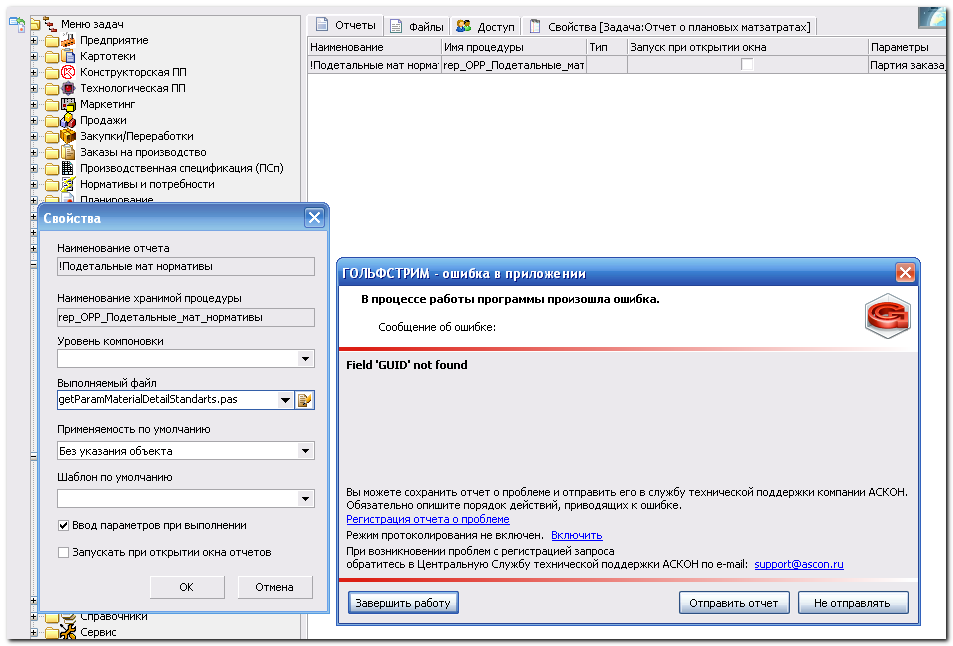 Меню задач
Предприятие
Картотеки
Конструкторская ПП
Технологическая ПП
Маркетинг
Продажи
Закупки/Переработки
Заказы на производство
Производственная спецификация (ПСп)
Нормативы и потребности
Планирование
Справочники
Сервис
Отчеты Файлы Доступ Свойства [Задача:Отчет о плановых матзатратах]
Наименование Имя процедуры Тип Запуск при открытии окна Параметры
!Подетальные мат норма rep_OPP_Подетальные_мат Партия заказа,
Свойства
Наименование отчета
!Подетальные мат нормативы
Наименование хранимой процедуры
rep_OPP_Подетальные_мат_нормативы
Уровень компоновки
Выполняемый файл
getParamMaterialDetailStandarts.pas
Применяемость по умолчанию
Без указания объекта
Шаблон по умолчанию
Ввод параметров при выполнении
Запускать при открытии окна отчетов
OK Отмена
ГОЛЬФСТРИМ - ошибка в приложении
В процессе работы программы произошла ошибка.
Сообщение об ошибке:
Field 'GUID' not found
Вы можете сохранить отчет о проблеме и отправить его в службу технической поддержки компании АСКОН.
Обязательно опишите порядок действий, приводящих к ошибке.
Регистрация отчета о проблеме
Режим протоколирования не включен. Включить
При возникновении проблем с регистрацией запроса
обратитесь в Центральную Службу технической поддержки АСКОН по e-mail: support@ascon.ru
Завершить работу Отправить отчет Не отправлять